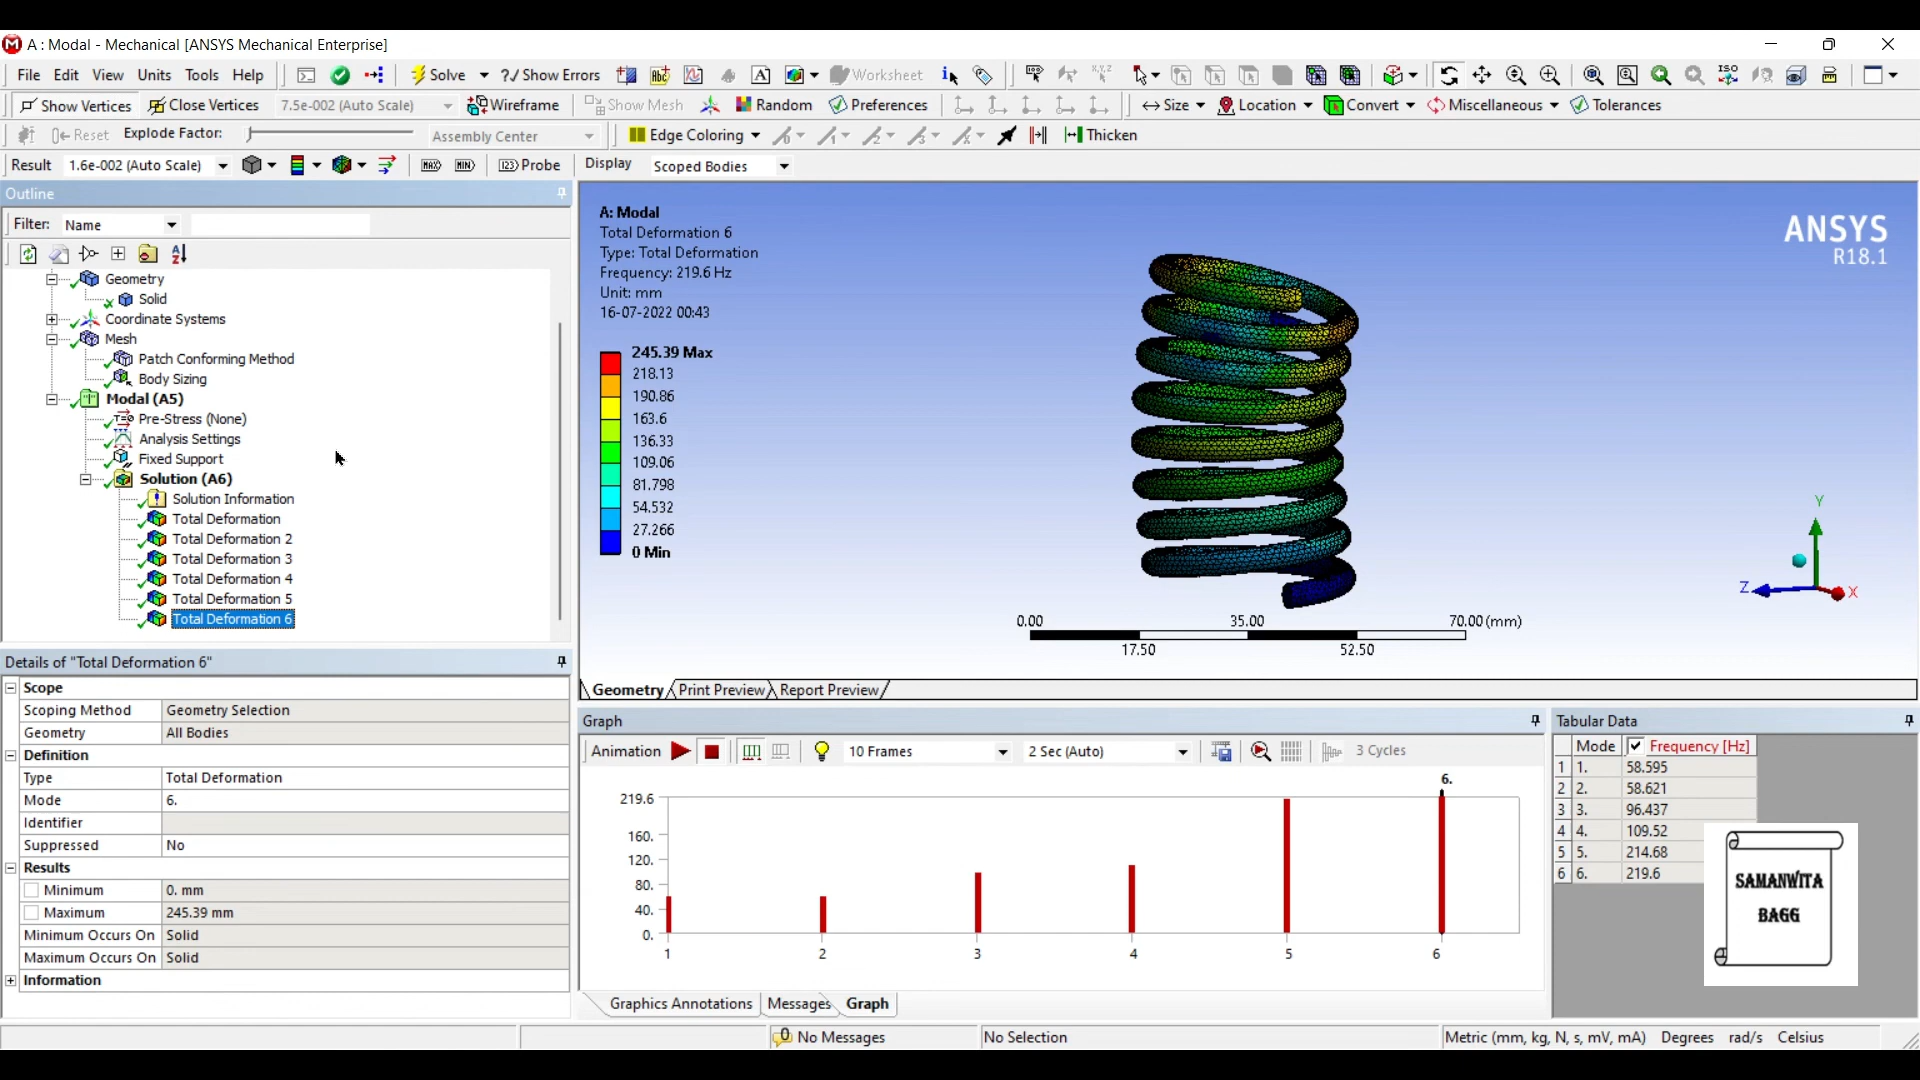 A : Modal - Mechanical [ANSYS Mechanical Enterprise]
File Edit View Units Tools Help Solve ?/ Show Errors Worksheet
Show Vertices Close Vertices 7.5e-002 (Auto Scale) Wireframe Show Mesh Random Preferences Size Location Convert Miscellaneous Tolerances
Reset Explode Factor: Assembly Center Edge Coloring Thicken
Result 1.6e-002 (Auto Scale) MAX MIN Probe Display Scoped Bodies
Outline
Filter: Name
Geometry
Solid
Coordinate Systems
Mesh
Patch Conforming Method
Body Sizing
Modal (A5)
Pre-Stress (None)
Analysis Settings
Fixed Support
Solution (A6)
Solution Information
Total Deformation
Total Deformation 2
Total Deformation 3
Total Deformation 4
Total Deformation 5
Total Deformation 6
A: Modal
Total Deformation 6
Type: Total Deformation
Frequency: 219.6 Hz
Unit: mm
16-07-2022 00:43
245.39 Max
218.13
190.86
163.6
136.33
109.06
81.798
54.532
27.266
0 Min
ANSYS
R18.1
Y
Z X
0.00 35.00 70.00 (mm)
17.50 52.50
Geometry Print Preview Report Preview
Details of "Total Deformation 6"
Scope
Scoping Method Geometry Selection
Geometry All Bodies
Definition
Type Total Deformation
Mode 6.
Identifier
Suppressed No
Results
Minimum 0. mm
Maximum 245.39 mm
Minimum Occurs On Solid
Maximum Occurs On Solid
Information
Graph
Animation 10 Frames 2 Sec (Auto) 3 Cycles
6.
219.6
160.
120.
80.
40.
0.
1 2 3 4 5 6
Graphics Annotations Messages Graph
Tabular Data
Mode Frequency [Hz]
1 1. 58.595
2 2. 58.621
3 3. 96.437
4 4. 109.52
5 5. 214.68
6 6. 219.6
SAMANWITA
BAGG
0 No Messages No Selection Metric (mm, kg, N, s, mV, mA) Degrees rad/s Celsius